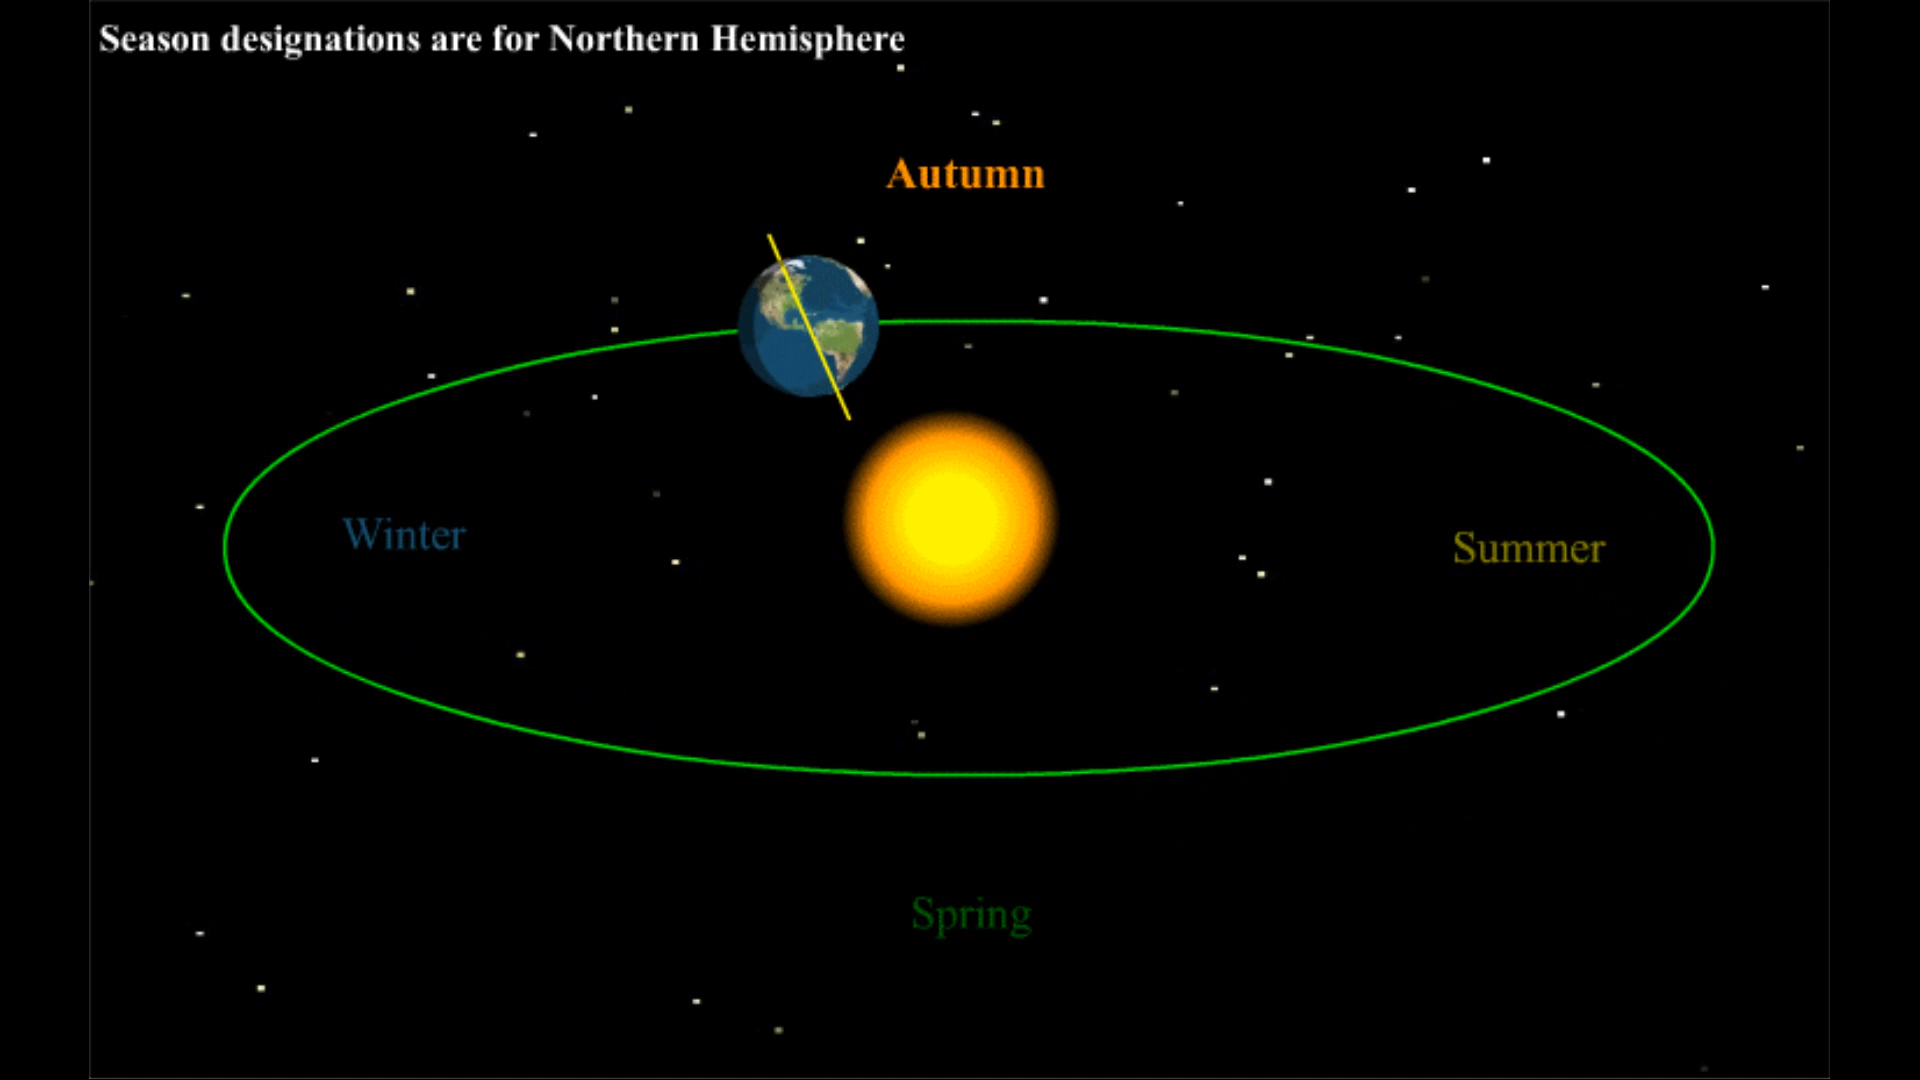 Season designations are for Northern Hemisphere
Autumn
Winter
Summer
Spring